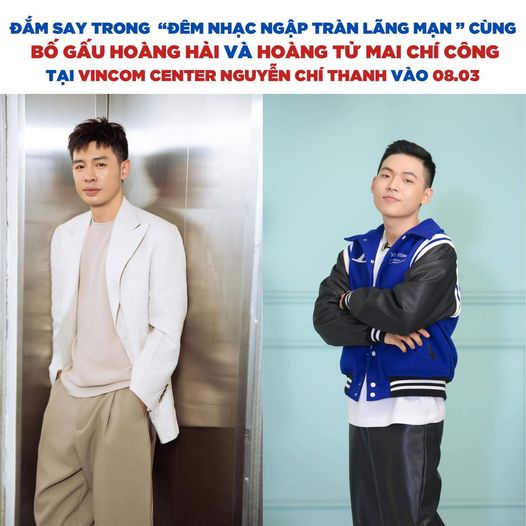 ĐẮM SAY TRONG "ĐÊM NHẠC NGẬP TRÀN LÃNG MẠN" CÙNG
BỐ GẤU HOÀNG HẢI VÀ HOÀNG TỬ MAI CHÍ CÔNG
TẠI VINCOM CENTER NGUYỄN CHÍ THANH VÀO 08.03